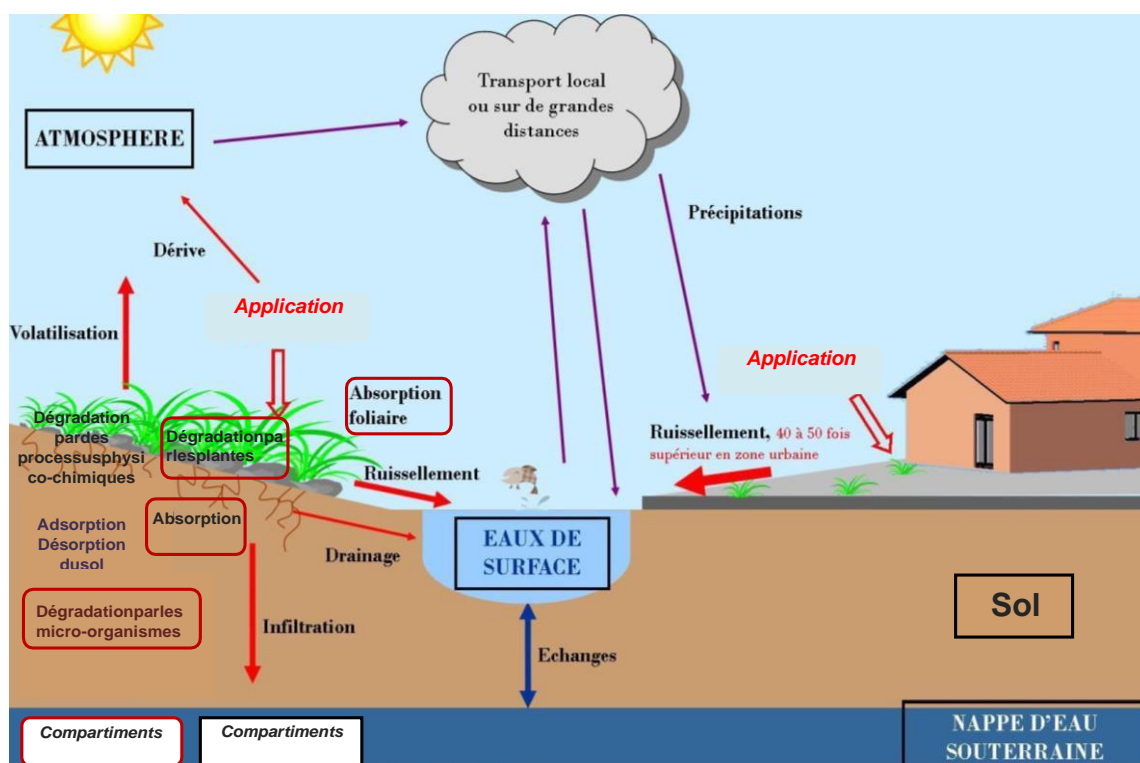 Transport local
ou sur de grandes
distances
ATMOSPHERE
Précipitations
Dérive
Application
Volatilisation
Application
Absorption
foliaire
Dégradation
pardes
processusphysi
co-chimiques
Dégradationpa
rlesplantes
Ruissellement, 40 à 50 fois
supérieur en zone urbaine
Ruissellement
Absorption
Adsorption
Désorption
dusol
Drainage
EAUX DE
SURFACE
Sol
Dégradationparles
micro-organismes
Infiltration
Echanges
Compartiments
Compartiments
NAPPE D'EAU
SOUTERRAINE